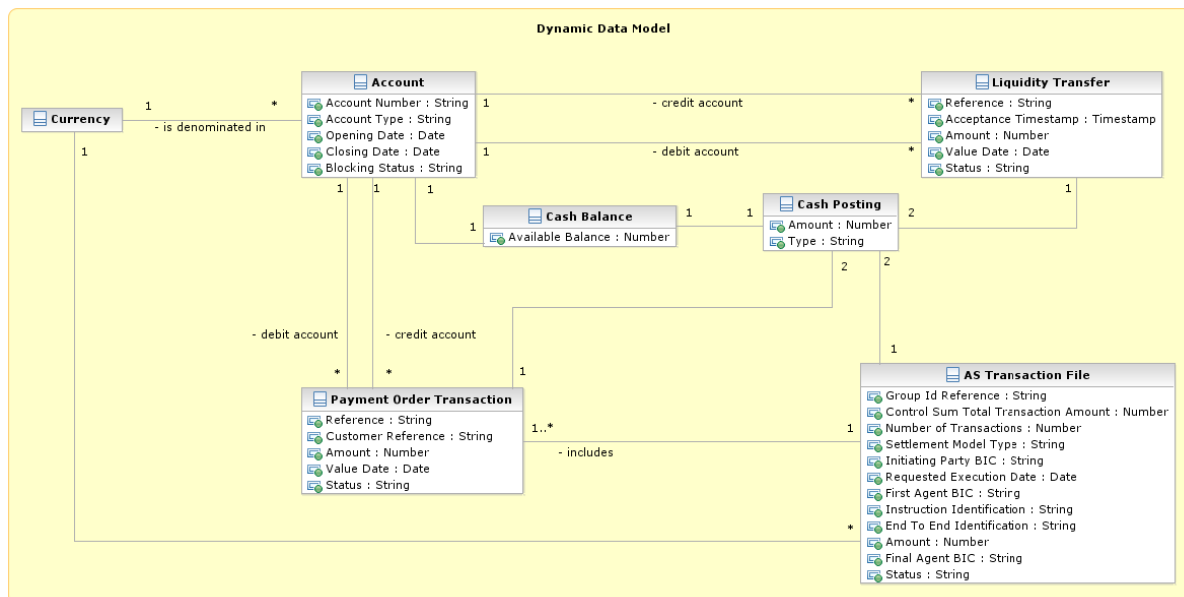 Dynamic Data Model
Account
Account Number : String
Account Type : String
Opening Date : Date
Closing Date : Date
Blocking Status : String
Liquidity Transfer
Reference : String
Acceptance Timestamp : Timestamp
Amount : Number
Value Date : Date
Status : String
Currency
1
*
- is denominated in
1
- credit account
*
1
- debit account
*
1
1
1
1
1
Cash Balance
Available Balance : Number
1
1
1
Cash Posting
Amount : Number
Type : String
2
1
2
2
- debit account
- credit account
*
*
1
1
Payment Order Transaction
Reference : String
Customer Reference : String
Amount : Number
Value Date : Date
Status : String
1..*
- includes
1
*
AS Transaction File
Group Id Reference : String
Control Sum Total Transaction Amount : Number
Number of Transactions : Number
Settlement Model Type : String
Initiating Party BIC : String
Requested Execution Date : Date
First Agent BIC : String
Instruction Identification : String
End To End Identification : String
Amount : Number
Final Agent BIC : String
Status : String